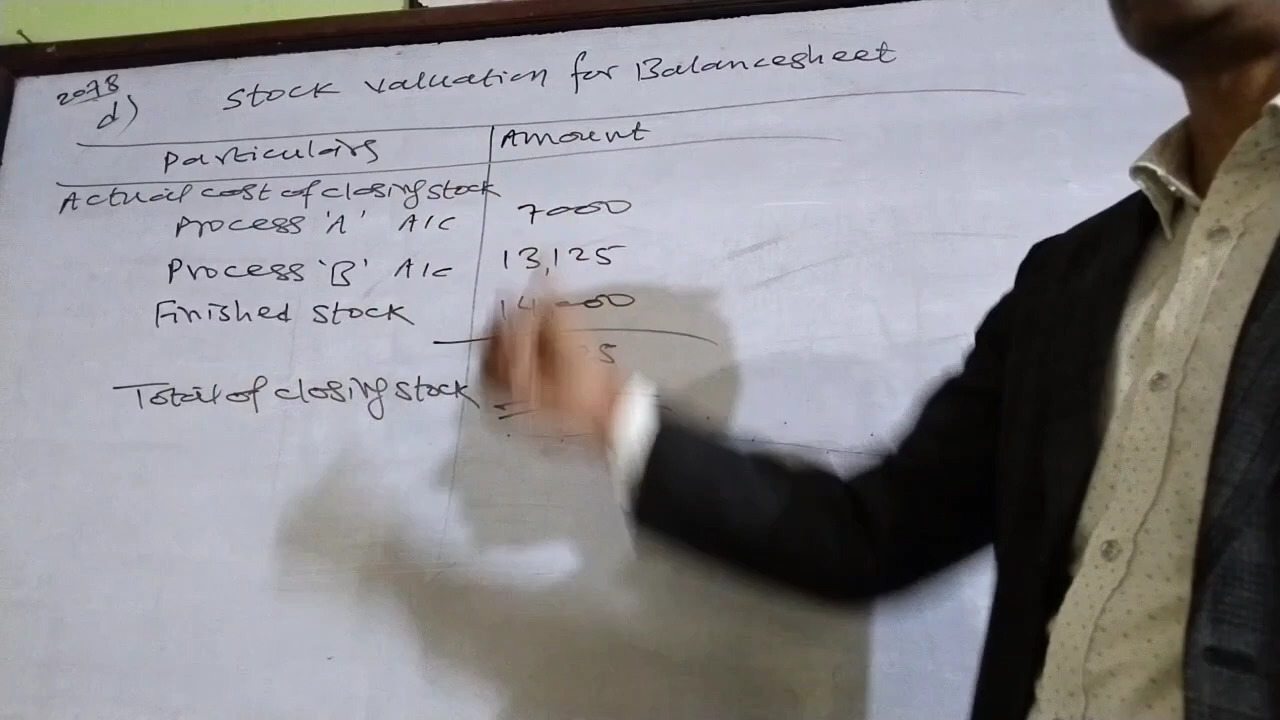 2078
d) Stock valuation for Balancesheet
Particulars Amount
Actual cost of closing stock
Process 'A' A/C 7000
Process 'B' A/C 13,125
Finished stock
Total of closing stock